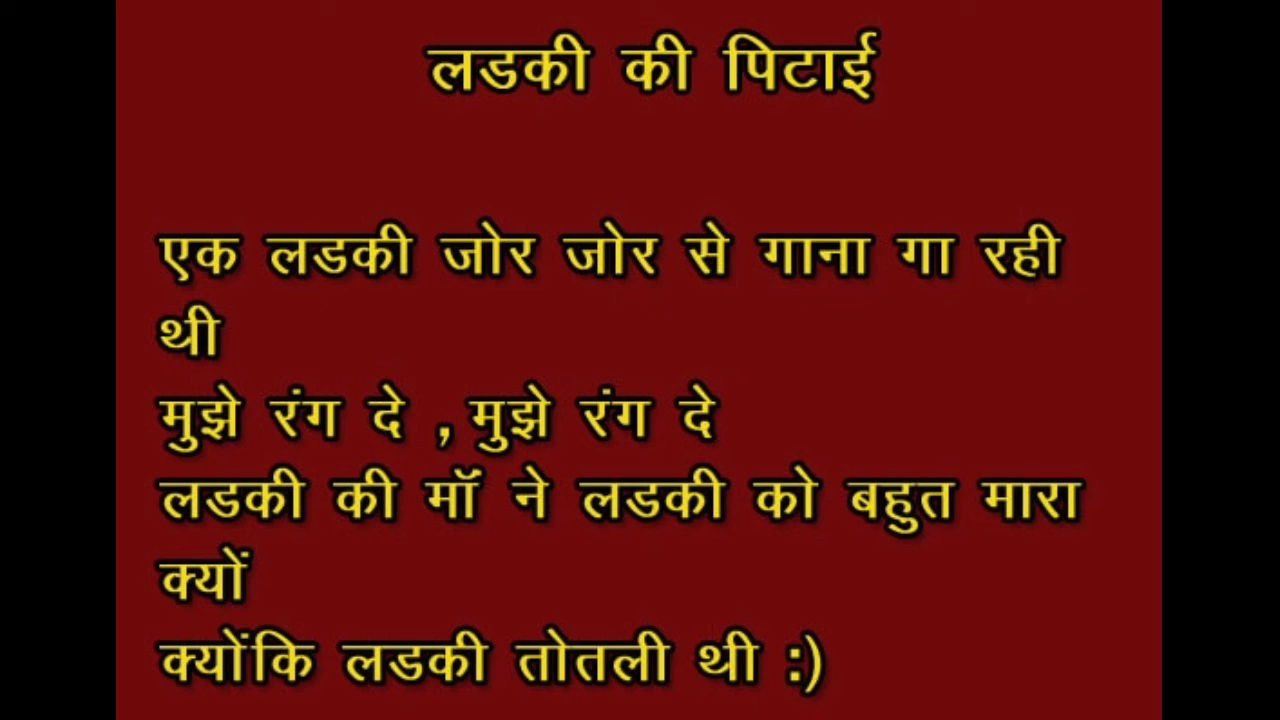 लडकी की पिटाई
एक लडकी जोर जोर से गाना गा रही
थी
मुझे रंग दे , मुझे रंग दे
लडकी की मॉ ने लडकी को बहुत मारा
क्यों
क्योंकि लडकी तोतली थी :)